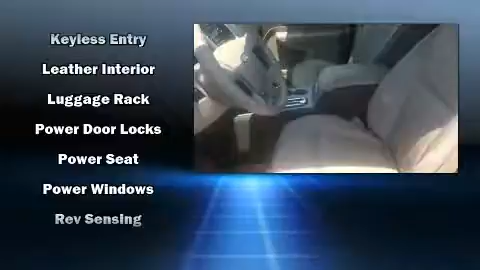 Keyless Entry
Leather Interior
Luggage Rack
Power Door Locks
Power Seat
Power Windows
Rev Sensing